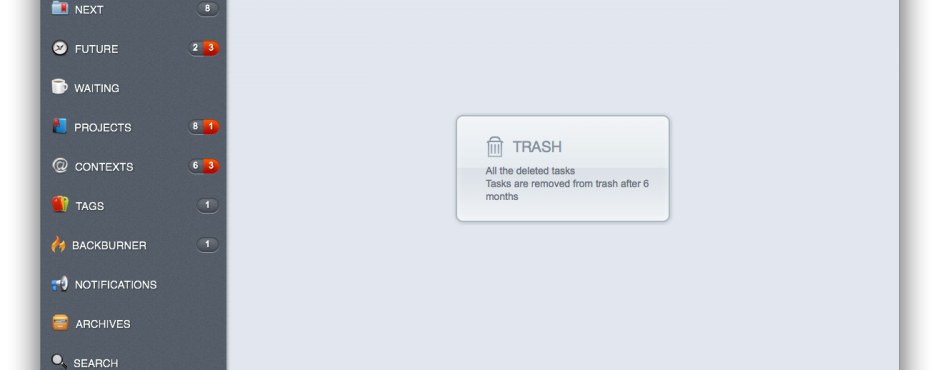 NEXT 8
FUTURE 2 3
WAITING
PROJECTS 8 1
CONTEXTS 6 3
TAGS 1
BACKBURNER 1
NOTIFICATIONS
ARCHIVES
SEARCH
TRASH
All the deleted tasks
Tasks are removed from trash after 6
months